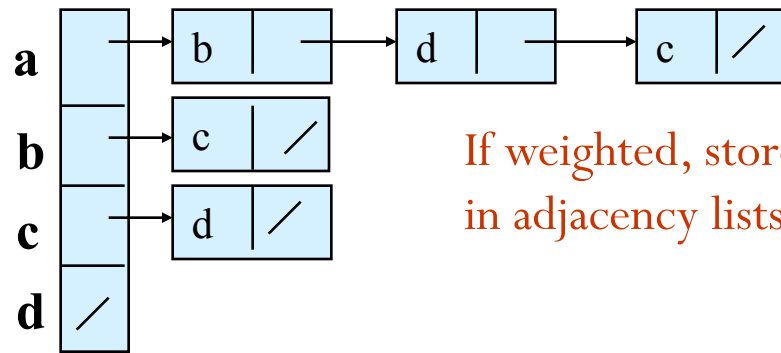 a b d c
b c
If weighted, stor
in adjacency lists
c d
d